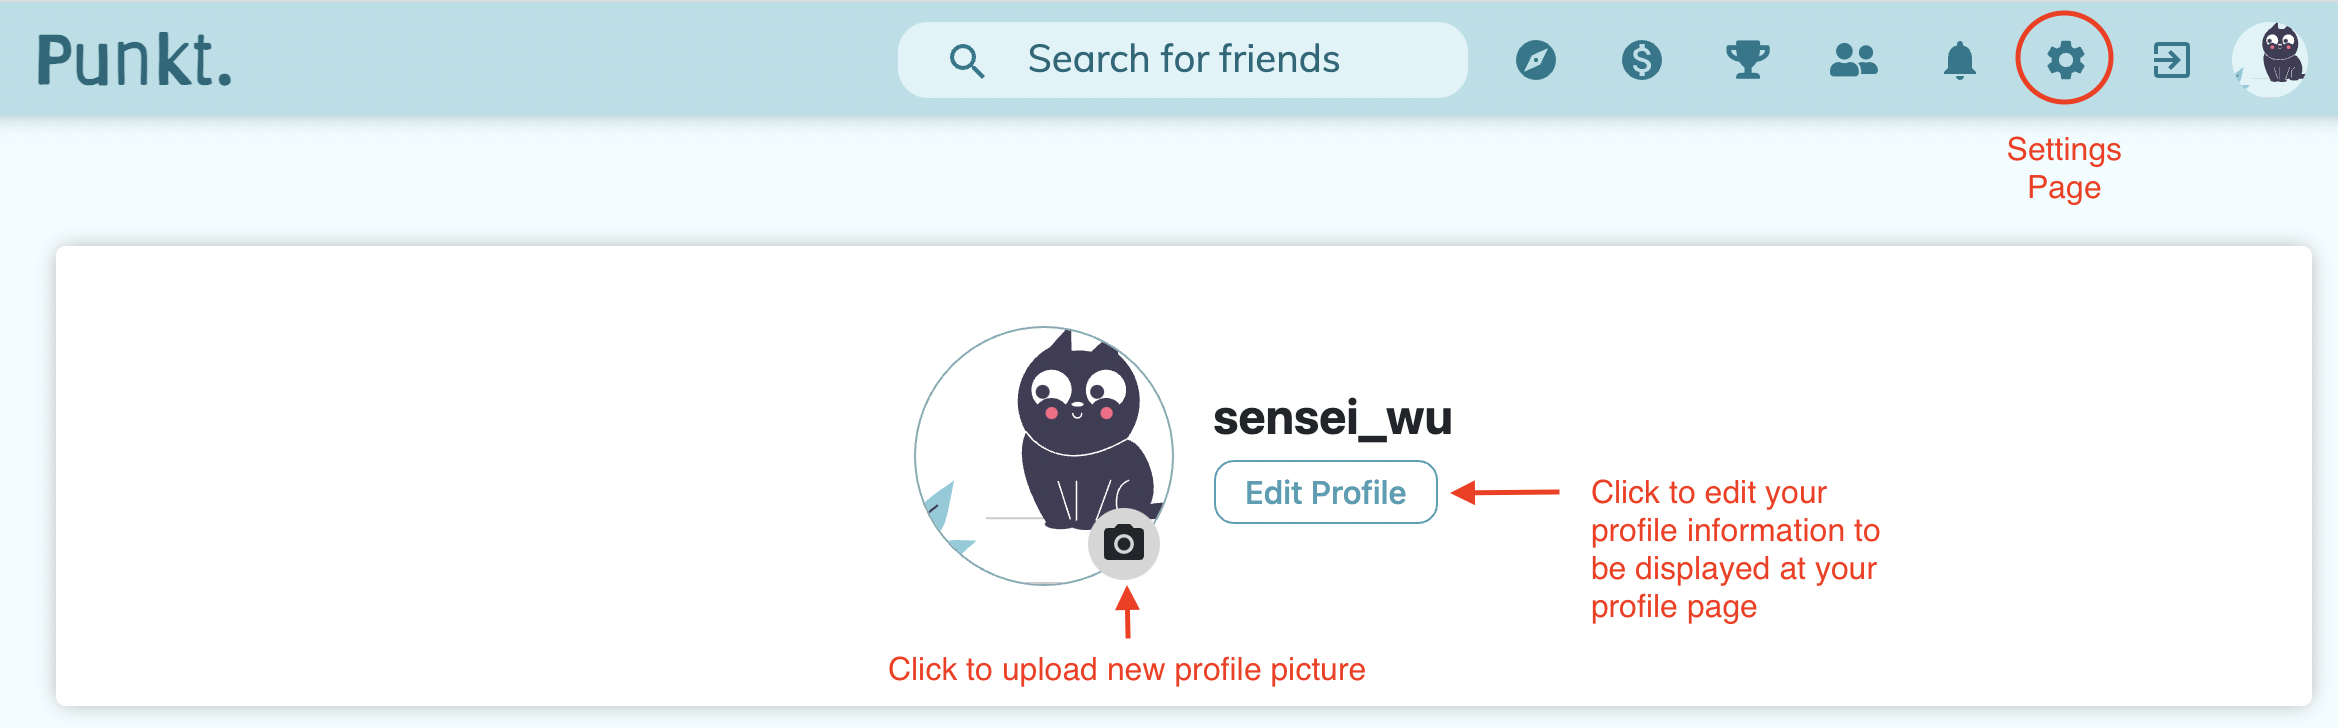 Punkt.
Search for friends
Settings
Page
sensei_wu
Edit Profile
Click to edit your
profile information to
be displayed at your
profile page
Click to upload new profile picture